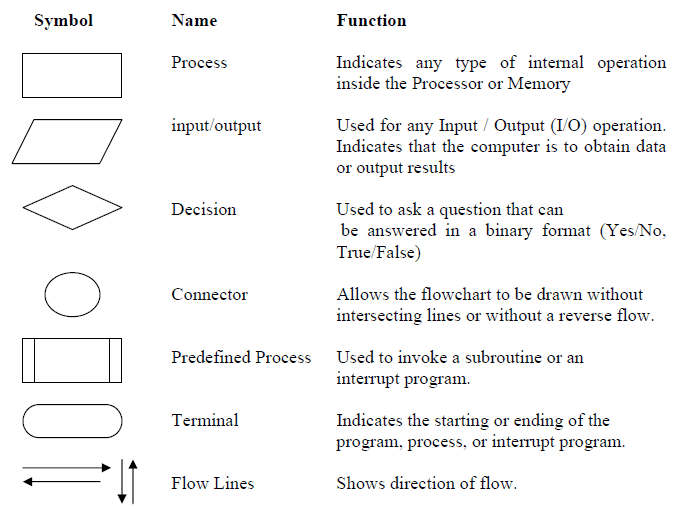 Symbol Name Function
Process Indicates any type of internal operation
inside the Processor or Memory
input/output Used for any Input / Output (I/O) operation.
Indicates that the computer is to obtain data
or output results
Decision Used to ask a question that can
be answered in a binary format (Yes/No,
True/False)
Connector Allows the flowchart to be drawn without
intersecting lines or without a reverse flow.
Predefined Process Used to invoke a subroutine or an
interrupt program.
Terminal Indicates the starting or ending of the
program, process, or interrupt program.
Flow Lines Shows direction of flow.